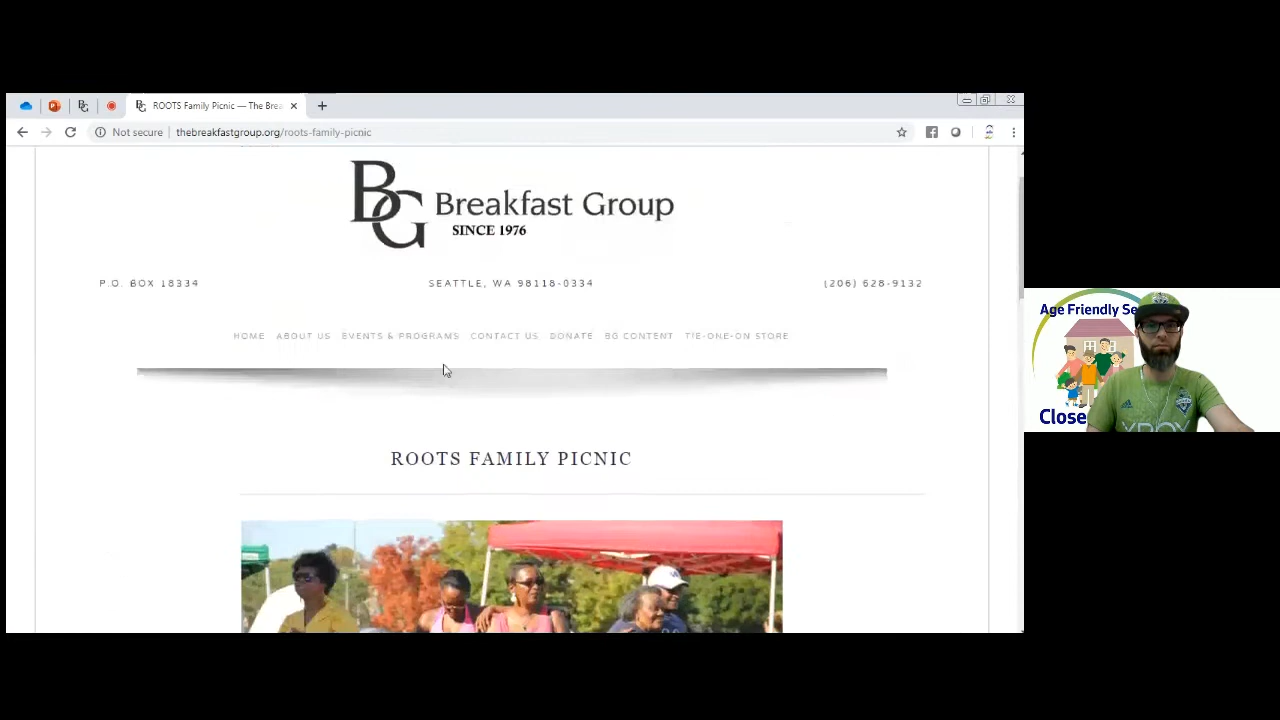 ROOTS Family Picnic — The Brea
Not secure | thebreakfastgroup.org/roots-family-picnic
BG Breakfast Group
SINCE 1976
P.O. BOX 18334 SEATTLE, WA 98118-0334 (206) 628-9132
HOME ABOUT US EVENTS & PROGRAMS CONTACT US DONATE BG CONTENT TIE-ONE-ON STORE
ROOTS FAMILY PICNIC
Age Friendly Se
Close
XBOX